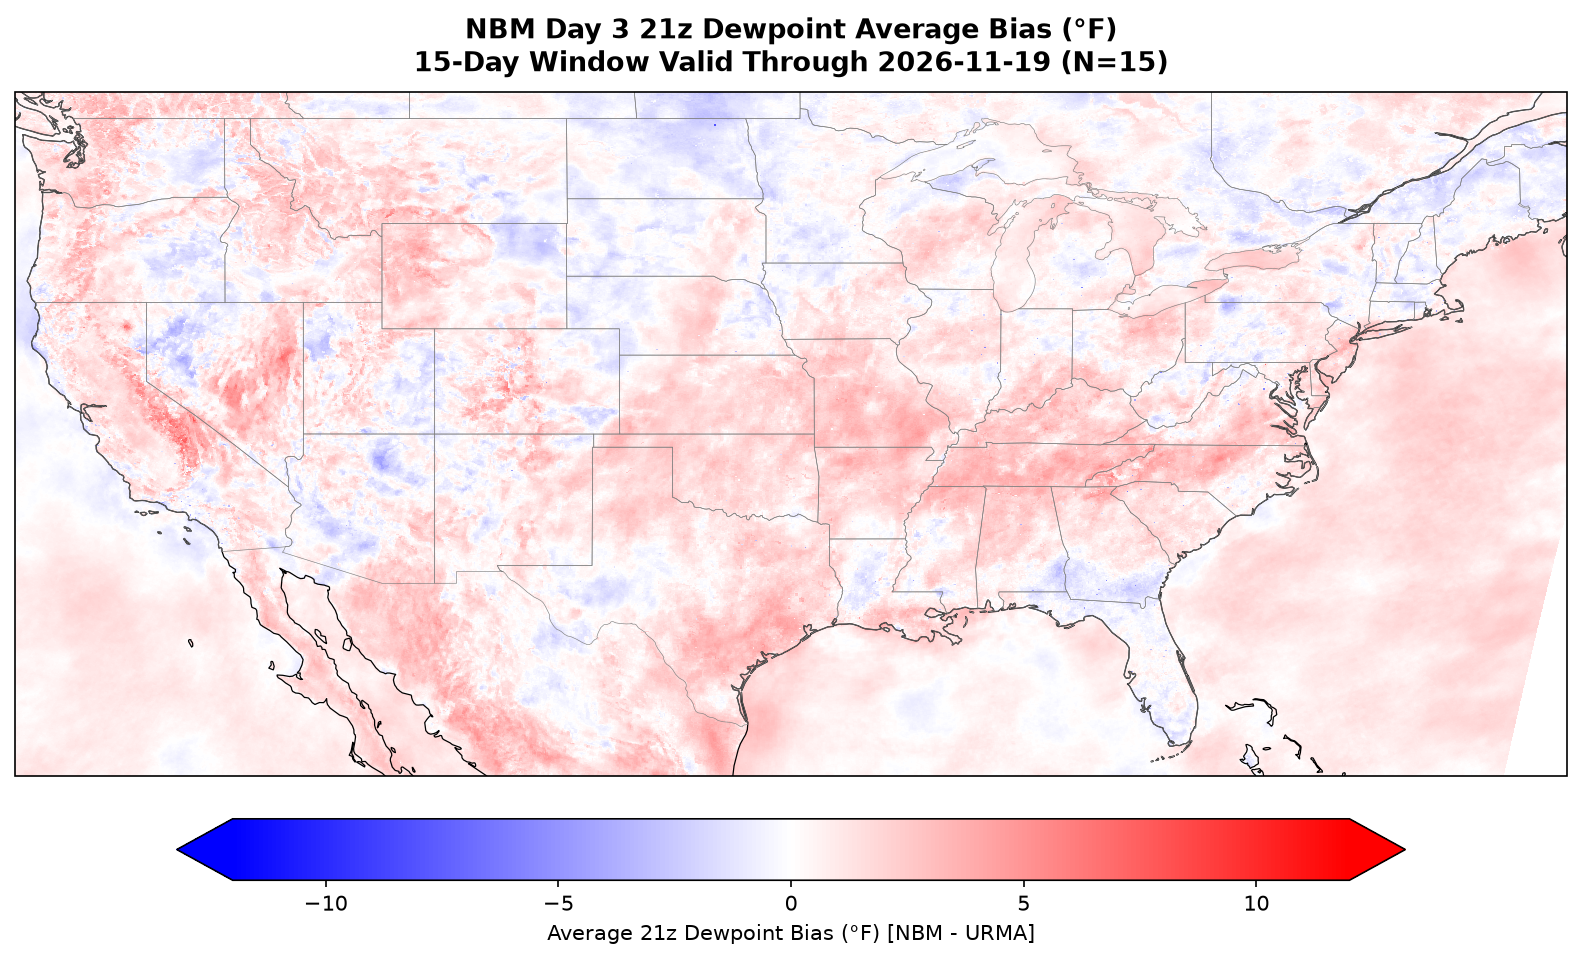 NBM Day 3 21z Dewpoint Average Bias (°F)
15-Day Window Valid Through 2026-11-19 (N=15)
−10 −5 0 5 10
Average 21z Dewpoint Bias (°F) [NBM - URMA]